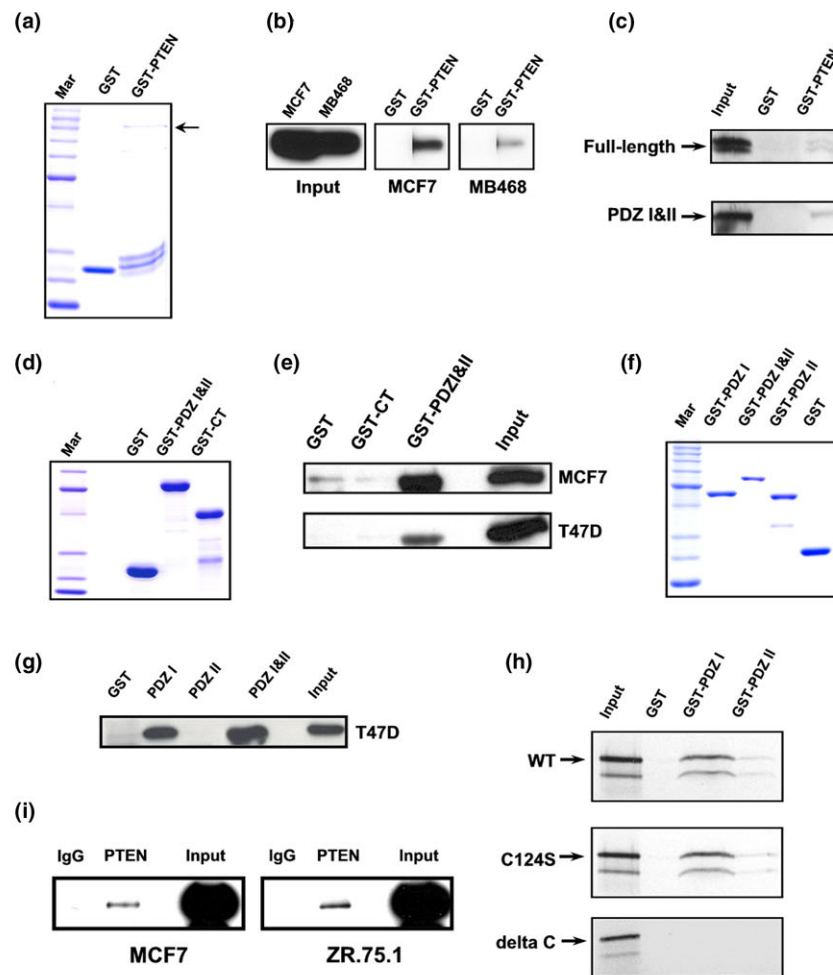 (a)
Mar
GST
GST-PTEN
(b)
MCF7
MB468
GST
GST-PTEN
GST
GST-PTEN
Input
MCF7
MB468
(c)
Input
GST
GST-PTEN
Full-length
PDZ I&II
(d)
Mar
GST
GST-PDZ I&II
GST-CT
(e)
GST
GST-CT
GST-PDZI&II
Input
MCF7
T47D
(f)
Mar
GST-PDZ I
GST-PDZ I&II
GST-PDZ II
GST
(g)
GST
PDZ I
PDZ II
PDZ I&II
Input
T47D
(h)
Input
GST
GST-PDZ I
GST-PDZ II
WT
C124S
delta C
(i)
IgG PTEN Input
IgG PTEN Input
MCF7
ZR.75.1